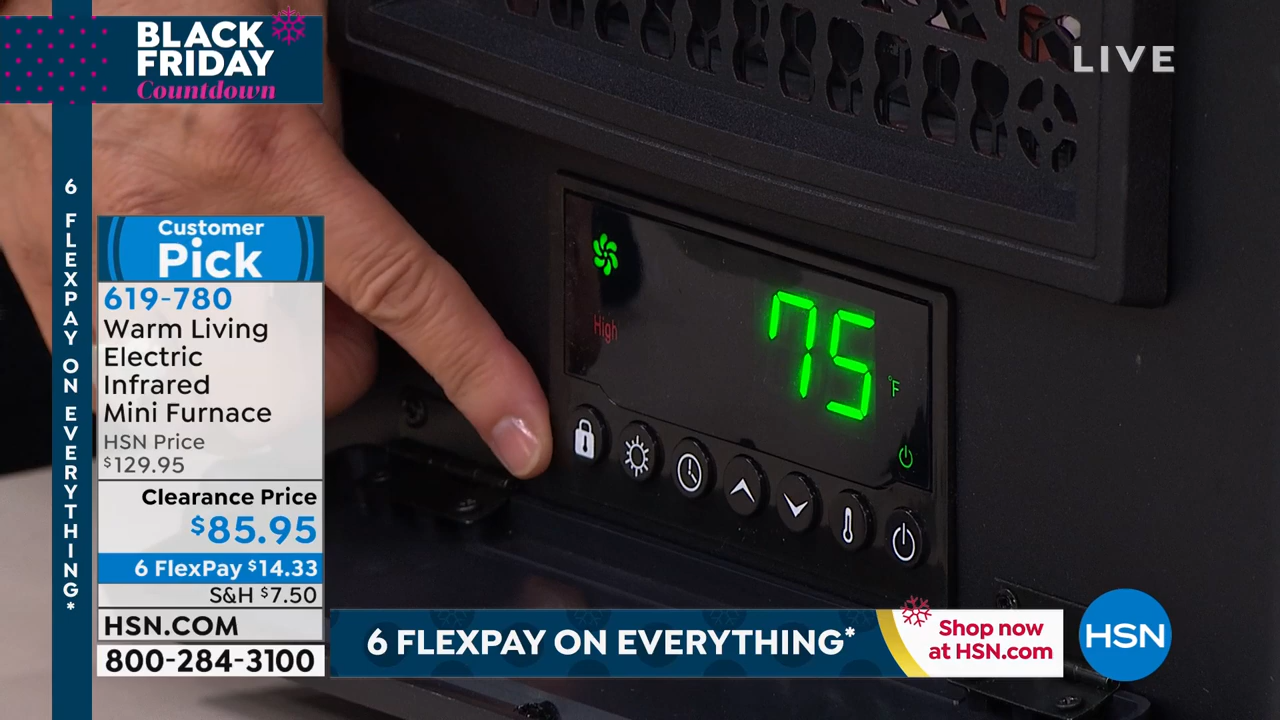 BLACK
FRIDAY
Countdown
LIVE
6 FLEXPAY ON EVERYTHING*
Customer
Pick
619-780
Warm Living
Electric
Infrared
Mini Furnace
HSN Price
$129.95
Clearance Price
$85.95
6 FlexPay $14.33
S&H $7.50
HSN.COM
800-284-3100
High
75
°F
6 FLEXPAY ON EVERYTHING*
Shop now
at HSN.com
HSN